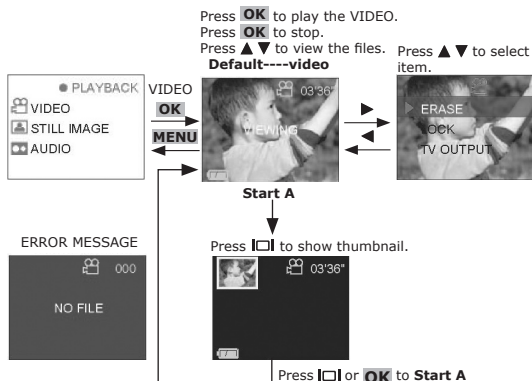 Press OK to play the VIDEO.
Press OK to stop.
Press ▲ ▼ to view the files.
Default----video
Press ▲ ▼ to select
item.
PLAYBACK
VIDEO
STILL IMAGE
AUDIO
VIDEO
OK
MENU
03'36"
VIEWING
ERASE
LOCK
TV OUTPUT
Start A
ERROR MESSAGE
000
NO FILE
Press to show thumbnail.
03'36"
Press or OK to Start A